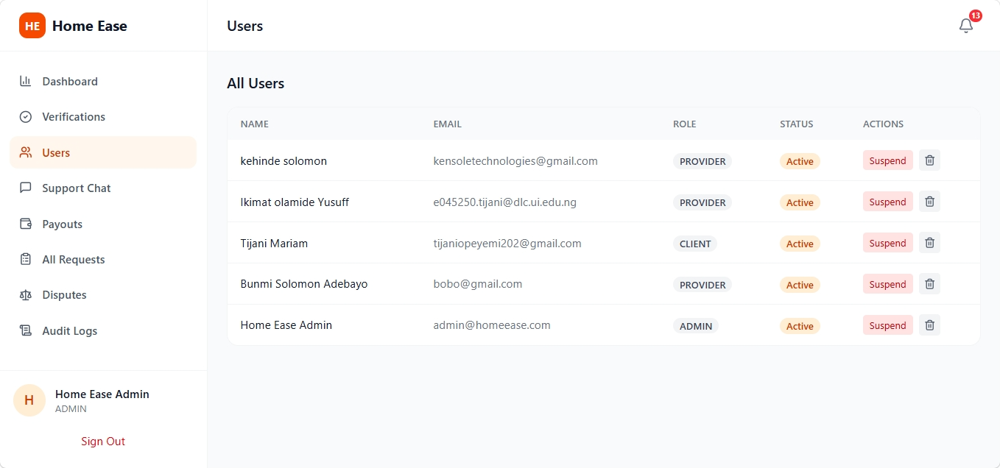 HE Home Ease
Users
13
Dashboard
Verifications
Users
Support Chat
Payouts
All Requests
Disputes
Audit Logs
H
Home Ease Admin
ADMIN
Sign Out
All Users
NAME EMAIL ROLE STATUS ACTIONS
kehinde solomon kensoletechnologies@gmail.com PROVIDER Active Suspend
Ikimat olamide Yusuff e045250.tijani@dlc.ui.edu.ng PROVIDER Active Suspend
Tijani Mariam tijaniopeyemi202@gmail.com CLIENT Active Suspend
Bunmi Solomon Adebayo bobo@gmail.com PROVIDER Active Suspend
Home Ease Admin admin@homeease.com ADMIN Active Suspend